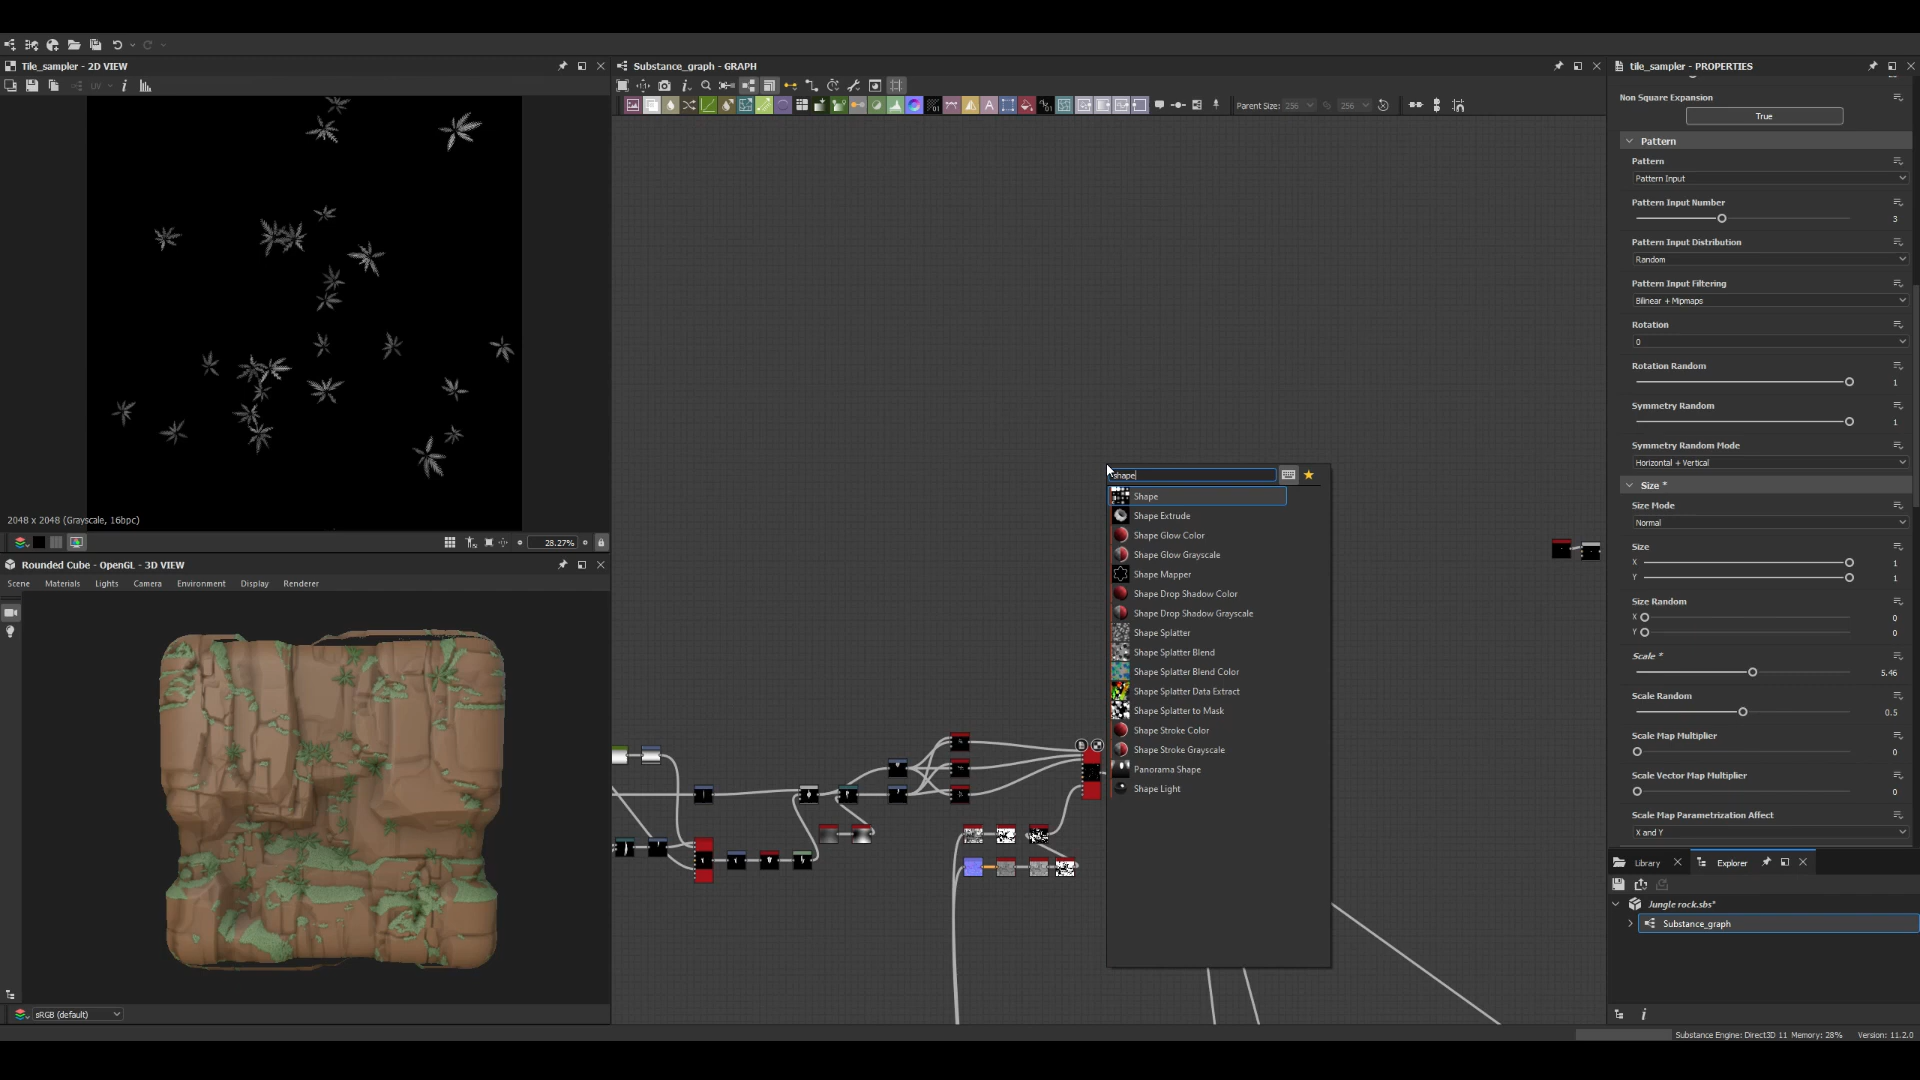 Tile_sampler - 2D VIEW
UV
2048 x 2048 (Grayscale, 16bpc)
28.27%
Rounded Cube - OpenGL - 3D VIEW
Scene Materials Lights Camera Environment Display Renderer
sRGB (default)
Substance_graph - GRAPH
Parent Size: 256 256
shape
Shape
Shape Extrude
Shape Glow Color
Shape Glow Grayscale
Shape Mapper
Shape Drop Shadow Color
Shape Drop Shadow Grayscale
Shape Splatter
Shape Splatter Blend
Shape Splatter Blend Color
Shape Splatter Data Extract
Shape Splatter to Mask
Shape Stroke Color
Shape Stroke Grayscale
Panorama Shape
Shape Light
tile_sampler - PROPERTIES
Non Square Expansion
True
Pattern
Pattern
Pattern Input
Pattern Input Number
3
Pattern Input Distribution
Random
Pattern Input Filtering
Bilinear + Mipmaps
Rotation
0
Rotation Random
1
Symmetry Random
1
Symmetry Random Mode
Horizontal + Vertical
Size *
Size Mode
Normal
Size
X 1
Y 1
Size Random
X 0
Y 0
Scale *
5.46
Scale Random
0.5
Scale Map Multiplier
0
Scale Vector Map Multiplier
0
Scale Map Parametrization Affect
X and Y
Library Explorer
Jungle rock.sbs*
Substance_graph
Substance Engine: Direct3D 11 Memory: 28% Version: 11.2.0